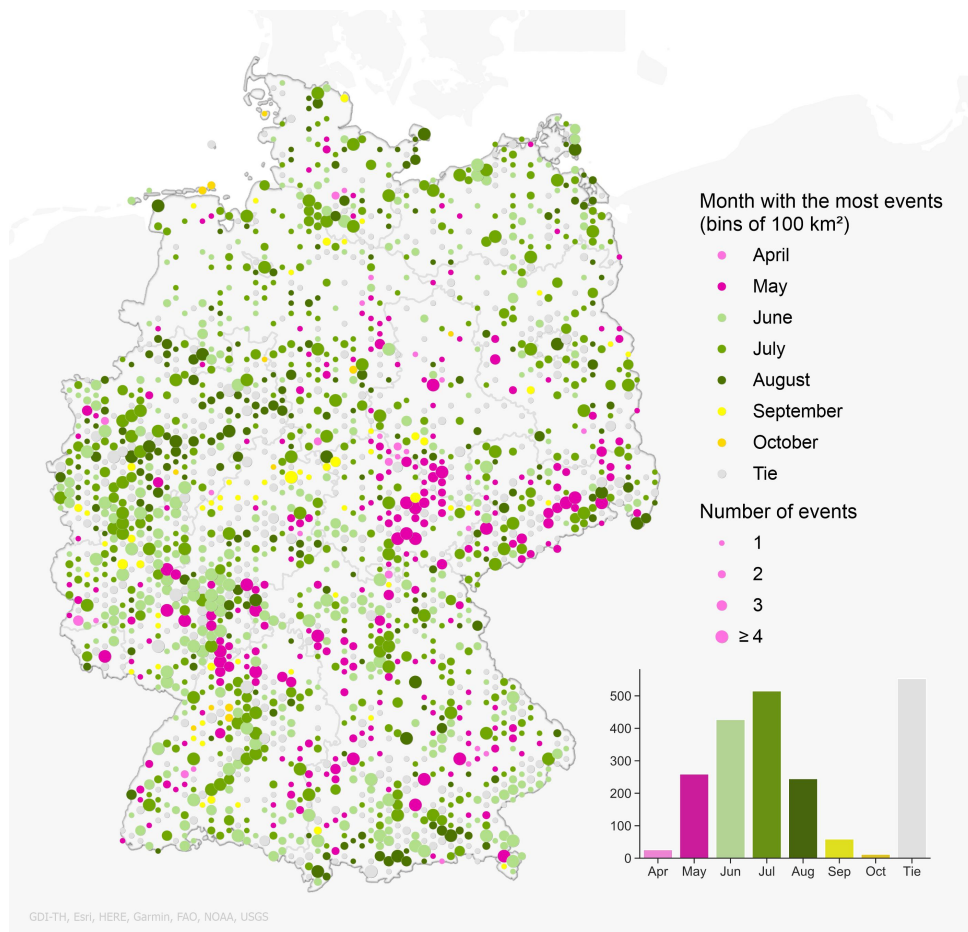 Month with the most events
(bins of 100 km²)
April
May
June
July
August
September
October
Tie
Number of events
1
2
3
≥ 4
500
400
300
200
100
0
Apr May Jun Jul Aug Sep Oct Tie
GDI-TH, Esri, HERE, Garmin, FAO, NOAA, USGS